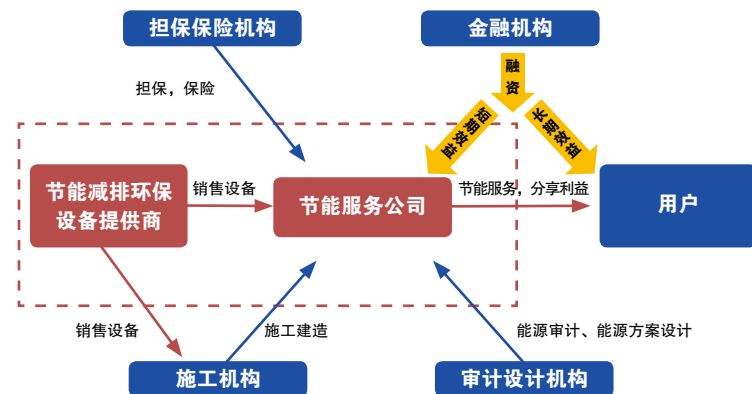 担保保险机构
金融机构
融资
担保，保险
短期效益
长期效益
节能减排环保
设备提供商
销售设备
节能服务公司
节能服务，分享利益
用户
销售设备
施工建造
能源审计、能源方案设计
施工机构
审计设计机构